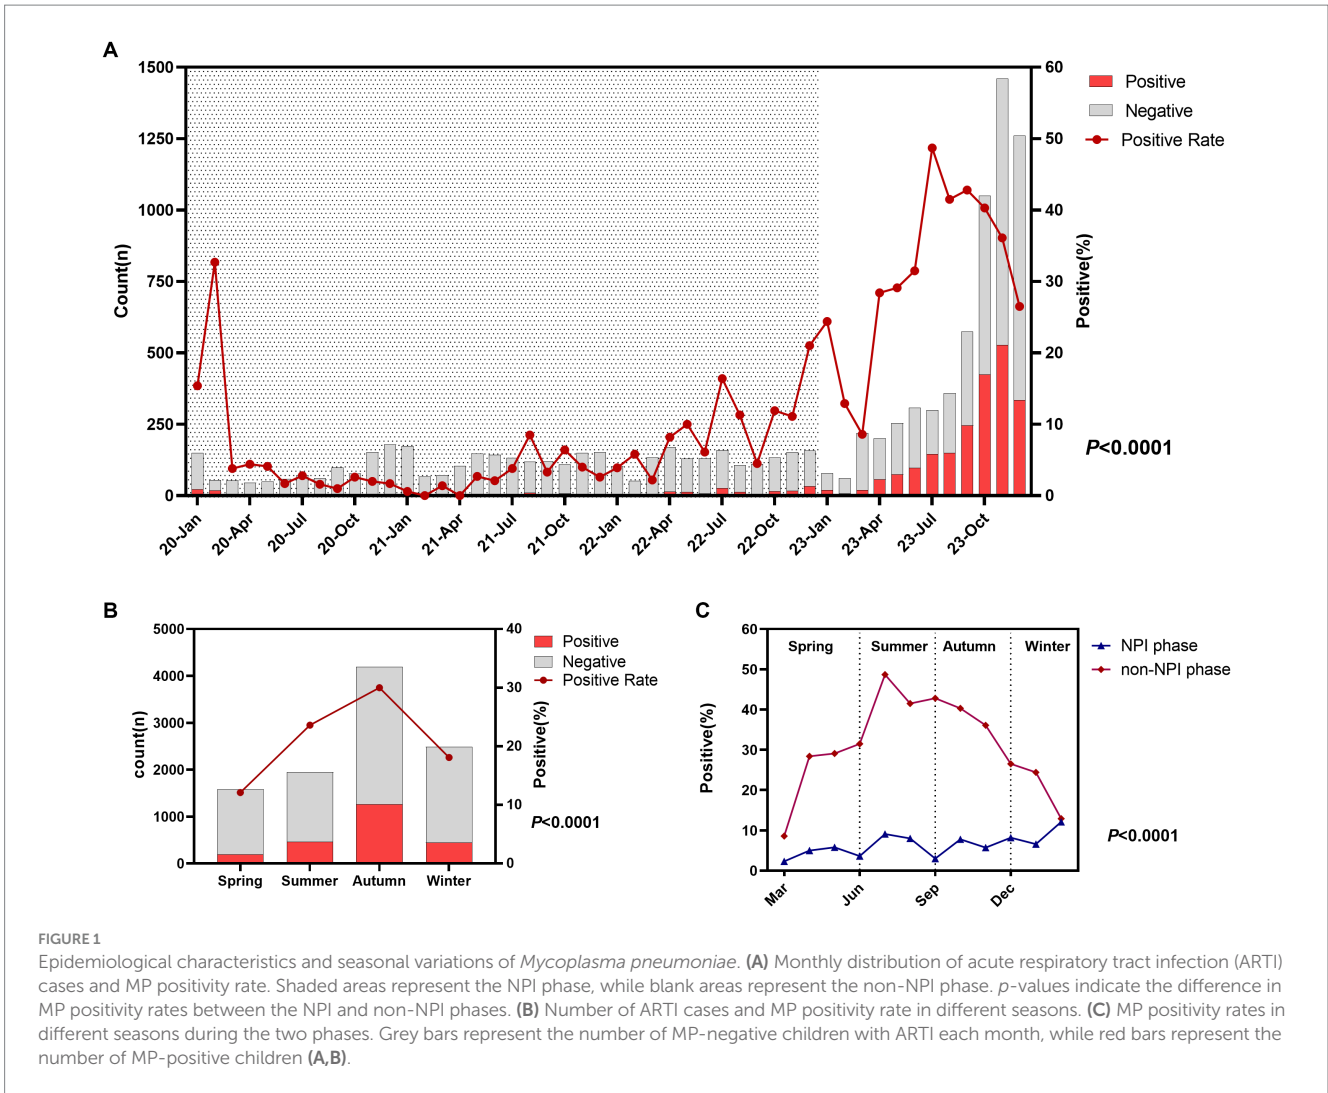 A
1500
1250
1000
750
500
250
0
Count(n)
60
50
40
30
20
10
0
Positive(%)
Positive
Negative
Positive Rate
P<0.0001
20-Jan
20-Apr
20-Jul
20-Oct
21-Jan
21-Apr
21-Jul
21-Oct
22-Jan
22-Apr
22-Jul
22-Oct
23-Jan
23-Apr
23-Jul
23-Oct
B
5000
4000
3000
2000
1000
0
count(n)
40
30
20
10
0
Positive(%)
Positive
Negative
Positive Rate
P<0.0001
Spring
Summer
Autumn
Winter
C
60
50
40
30
20
10
0
Positive(%)
Spring
Summer
Autumn
Winter
NPI phase
non-NPI phase
P<0.0001
Mar
Jun
Sep
Dec
FIGURE 1
Epidemiological characteristics and seasonal variations of Mycoplasma pneumoniae. (A) Monthly distribution of acute respiratory tract infection (ARTI)
cases and MP positivity rate. Shaded areas represent the NPI phase, while blank areas represent the non-NPI phase. p-values indicate the difference in
MP positivity rates between the NPI and non-NPI phases. (B) Number of ARTI cases and MP positivity rate in different seasons. (C) MP positivity rates in
different seasons during the two phases. Grey bars represent the number of MP-negative children with ARTI each month, while red bars represent the
number of MP-positive children (A,B).